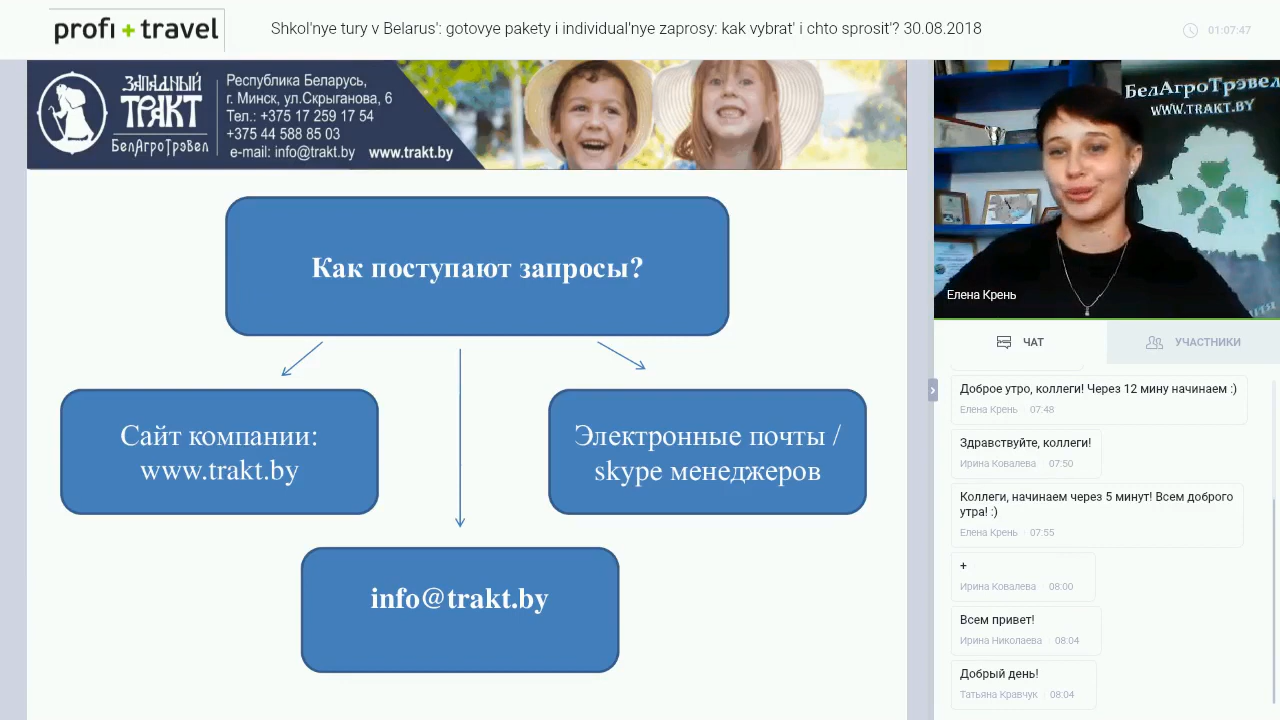 profi + travel
Shkol'nye tury v Belarus': gotovye pakety i individual'nye zaprosy: kak vybrat' i chto sprosit'? 30.08.2018
01:07:47
ЗАПАДНЫЙ
ТРАКТ
БелАгроТрэвел
Республика Беларусь,
г. Минск, ул.Скрыганова, 6
Тел.: +375 17 259 17 54
+375 44 588 85 03
e-mail: info@trakt.by www.trakt.by
Как поступают запросы?
Сайт компании:
www.trakt.by
Электронные почты /
skype менеджеров
info@trakt.by
БелАгроТрэвел
WWW.TRAKT.BY
Елена Крень
ЧАТ
УЧАСТНИКИ
Доброе утро, коллеги! Через 12 мину начинаем :)
Елена Крень 07:48
Здравствуйте, коллеги!
Ирина Ковалева 07:50
Коллеги, начинаем через 5 минут! Всем доброго
утра! :)
Елена Крень 07:55
+
Ирина Ковалева 08:00
Всем привет!
Ирина Николаева 08:04
Добрый день!
Татьяна Кравчук 08:04